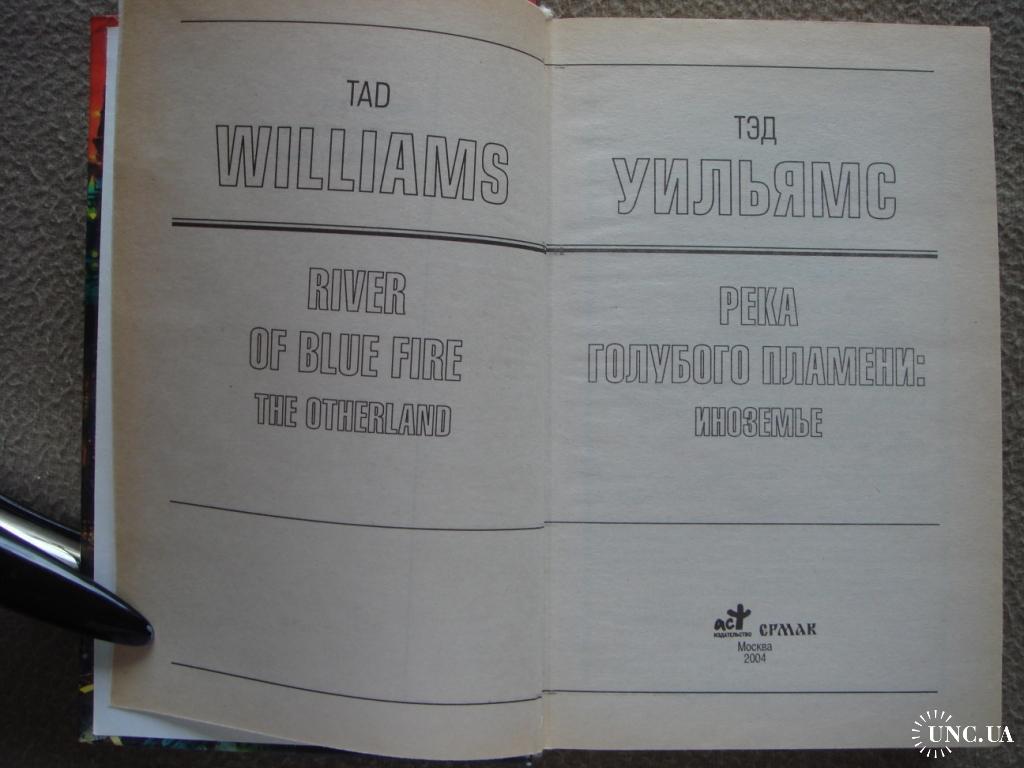 TAD
WILLIAMS
RIVER
OF BLUE FIRE
THE OTHERLAND
ТЭД
УИЛЬЯМС
РЕКА
ГОЛУБОГО ПЛАМЕНИ:
ИНОЗЕМЬЕ
аст
ИЗДАТЕЛЬСТВО
ЕРМАК
Москва
2004
UNC.UA